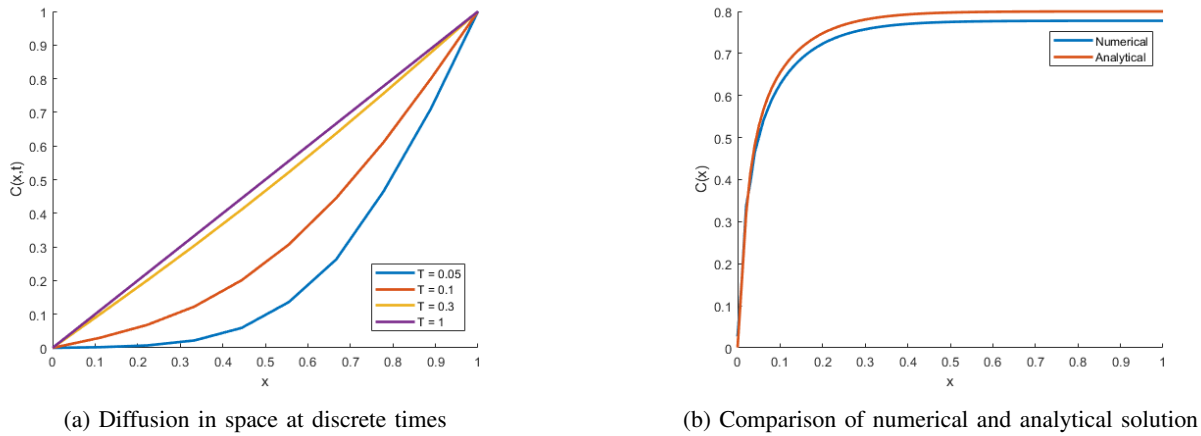 C(x,t)
1
0.9
0.8
0.7
0.6
0.5
0.4
0.3
0.2
0.1
0
0 0.1 0.2 0.3 0.4 0.5 0.6 0.7 0.8 0.9 1
x
T = 0.05
T = 0.1
T = 0.3
T = 1
(a) Diffusion in space at discrete times
C(x)
0.8
0.7
0.6
0.5
0.4
0.3
0.2
0.1
0
0 0.1 0.2 0.3 0.4 0.5 0.6 0.7 0.8 0.9 1
x
Numerical
Analytical
(b) Comparison of numerical and analytical solution